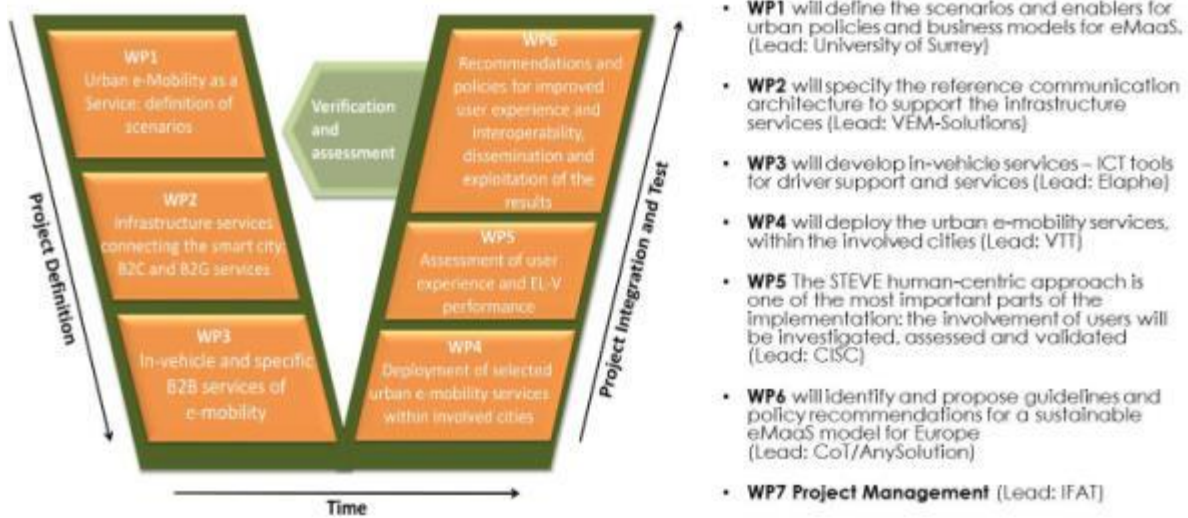 WP1
Urban e-Mobility as a
Service: definition of
scenarios
WP2
Infrastructure services
connecting the smart city:
B2C and B2G services
WP3
In-vehicle and specific
B2B services of
e-mobility
Verification
and
assessment
WP6
Recommendations and
policies for improved
user experience and
interoperability,
dissemination and
exploitation of the
results
WP5
Assessment of user
experience and EL-V
performance
WP4
Deployment of selected
urban e-mobility services
within involved cities
Project Definition
Project Integration and Test
Time
• WP1 will define the scenarios and enablers for
urban policies and business models for eMaaS.
(Lead: University of Surrey)
• WP2 will specify the reference communication
architecture to support the infrastructure
services (Lead: VEM-Solutions)
• WP3 will develop in-vehicle services – ICT tools
for driver support and services (Lead: Elaphe)
• WP4 will deploy the urban e-mobility services,
within the involved cities (Lead: VTT)
• WP5 The STEVE human-centric approach is
one of the most important parts of the
implementation: the involvement of users will
be investigated, assessed and validated
(Lead: CISC)
• WP6 will identify and propose guidelines and
policy recommendations for a sustainable
eMaaS model for Europe
(Lead: CoT/AnySolution)
• WP7 Project Management (Lead: IFAT)